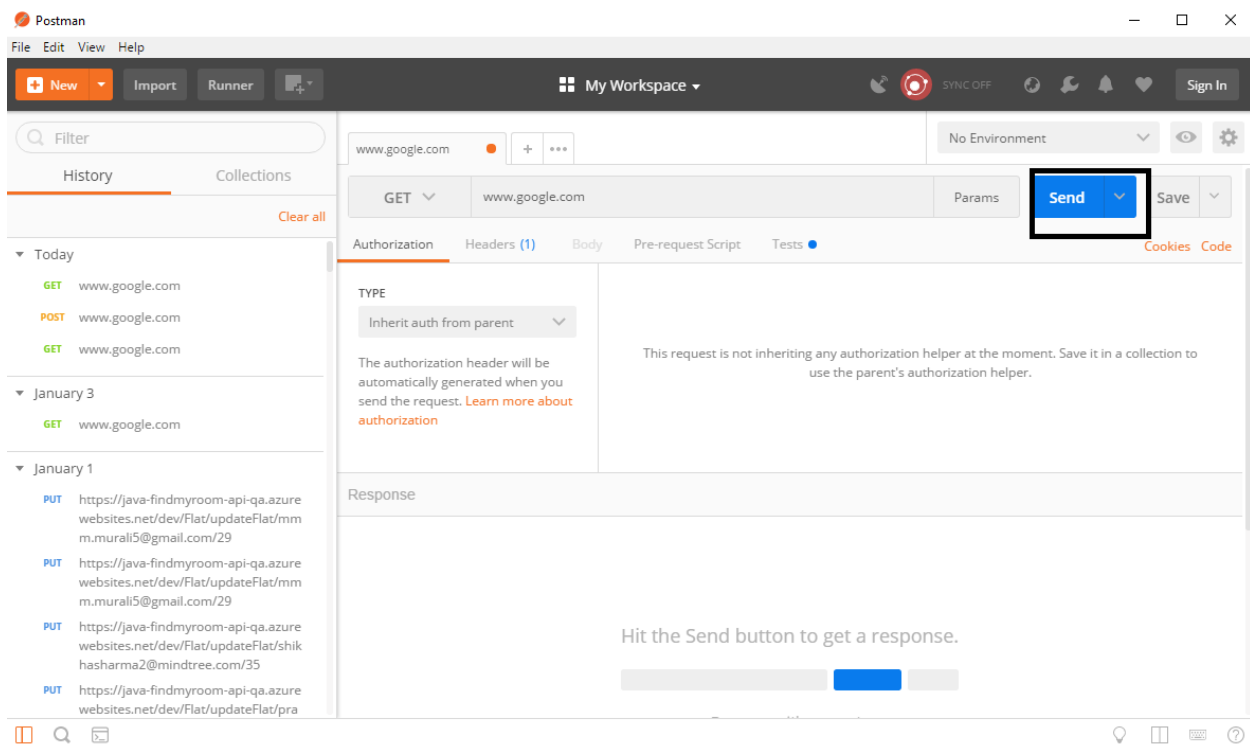 Postman
File Edit View Help
New Import Runner My Workspace SYNC OFF Sign In
Filter
History Collections
Clear all
Today
GET www.google.com
POST www.google.com
GET www.google.com
January 3
GET www.google.com
January 1
PUT https://java-findmyroom-api-qa.azure
websites.net/dev/Flat/updateFlat/mm
m.murali5@gmail.com/29
PUT https://java-findmyroom-api-qa.azure
websites.net/dev/Flat/updateFlat/mm
m.murali5@gmail.com/29
PUT https://java-findmyroom-api-qa.azure
websites.net/dev/Flat/updateFlat/shik
hasharma2@mindtree.com/35
PUT https://java-findmyroom-api-qa.azure
websites.net/dev/Flat/updateFlat/pra
www.google.com + •••
No Environment
GET www.google.com Params Send Save
Authorization Headers (1) Body Pre-request Script Tests Cookies Code
TYPE
Inherit auth from parent
The authorization header will be
automatically generated when you
send the request. Learn more about
authorization
This request is not inheriting any authorization helper at the moment. Save it in a collection to
use the parent's authorization helper.
Response
Hit the Send button to get a response.